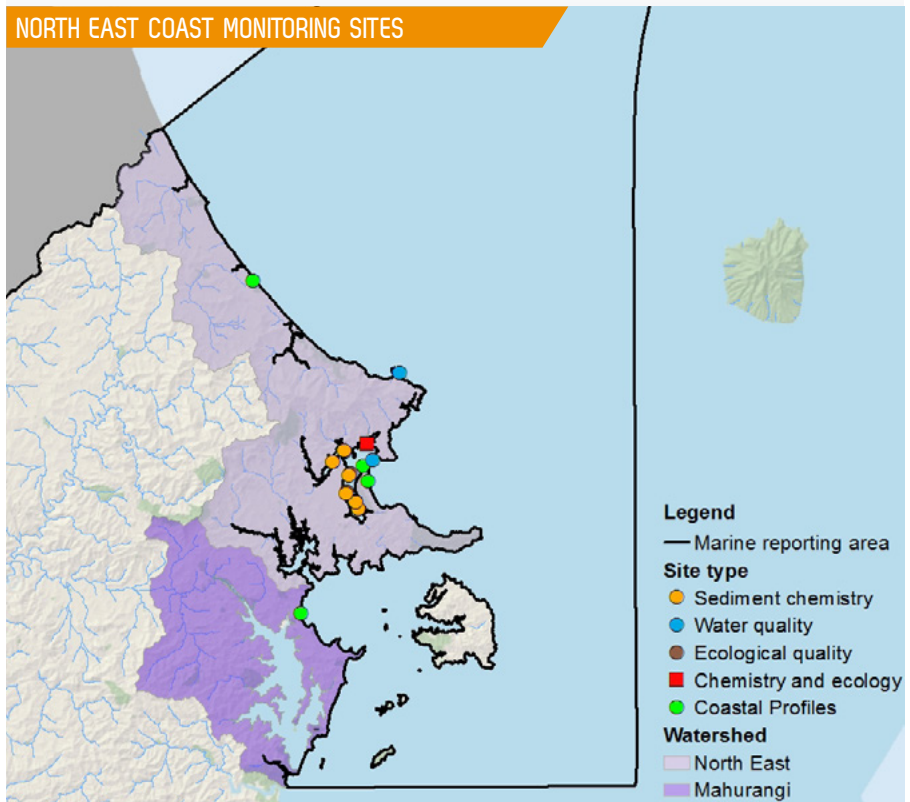 NORTH EAST COAST MONITORING SITES
Legend
Marine reporting area
Site type
Sediment chemistry
Water quality
Ecological quality
Chemistry and ecology
Coastal Profiles
Watershed
North East
Mahurangi